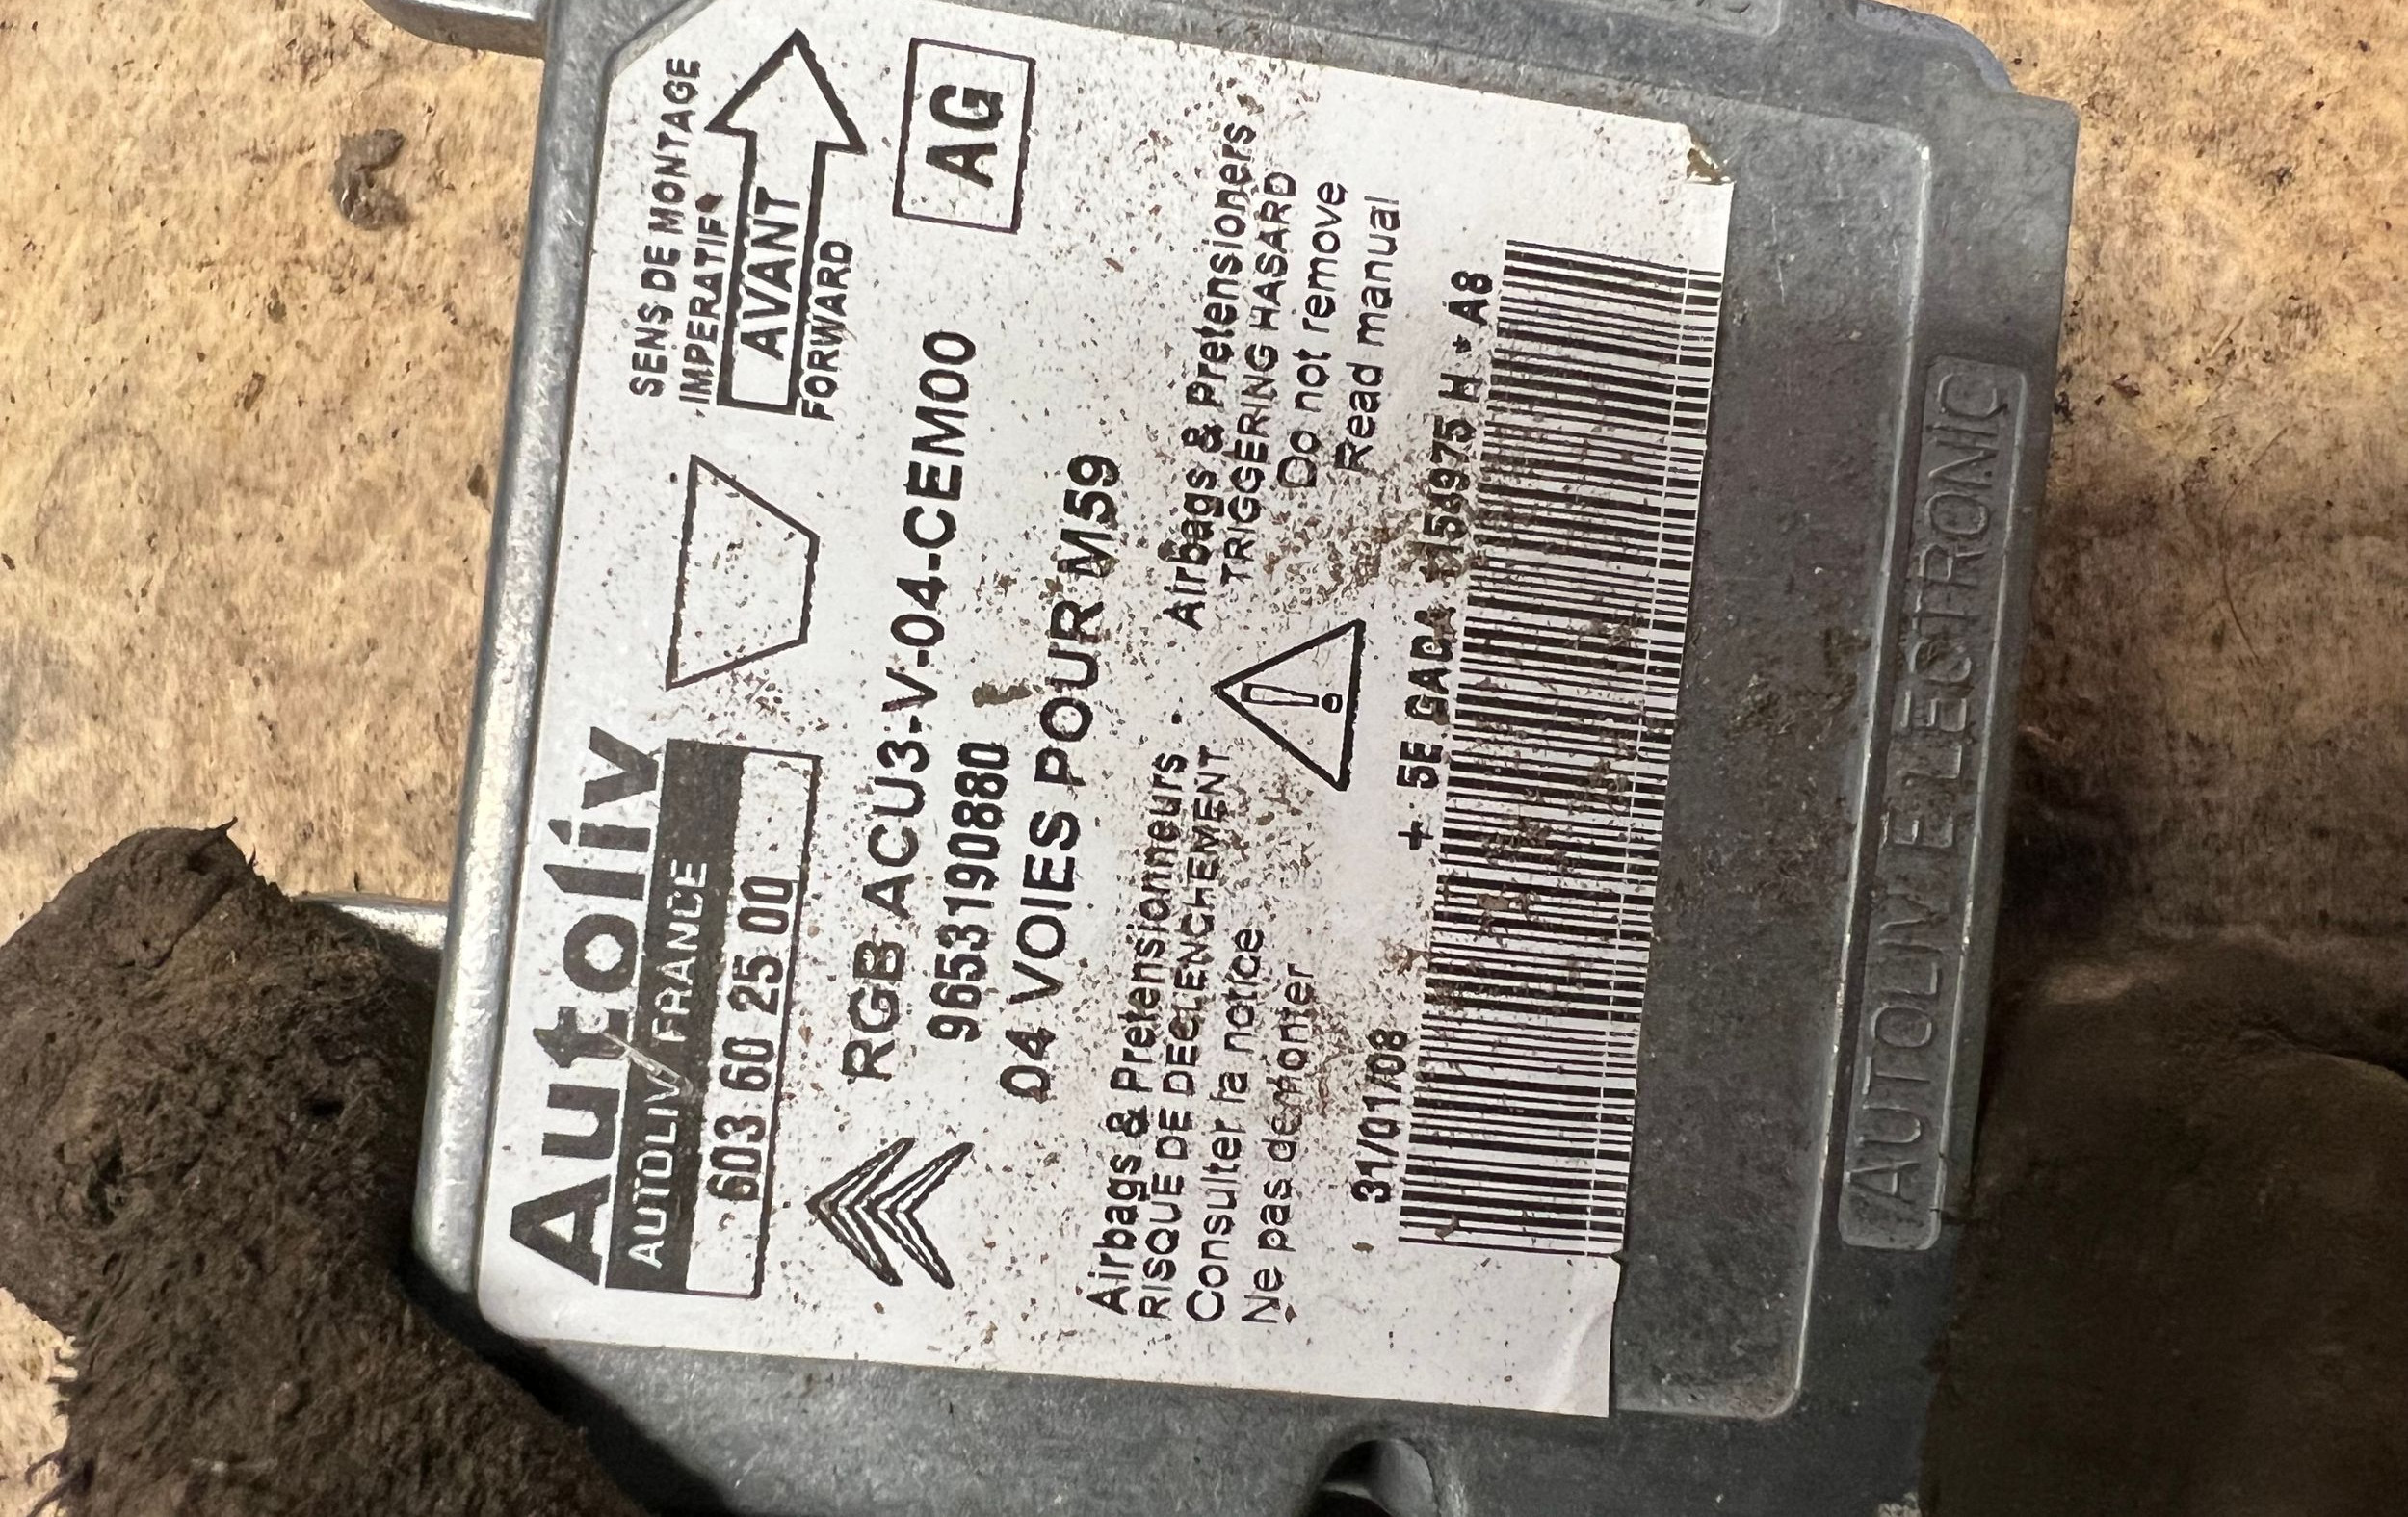 Autoliv
AUTOLIV FRANCE
603 60 25 00
SENS DE MONTAGE
IMPERATIF
AVANT
FORWARD
AG
RGB ACU3-V-04-CEM00
9653190880
04 VOIES POUR M59
Airbags & Pretensionneurs
RISQUE DE DECLENCHEMENT
Consulter la notice
Ne pas demonter
Airbags & Pretensioners
TRIGGERING HASARD
Do not remove
Read manual
31/01/08 + 5E H * A8
AUTOLIV ELECTRONIC